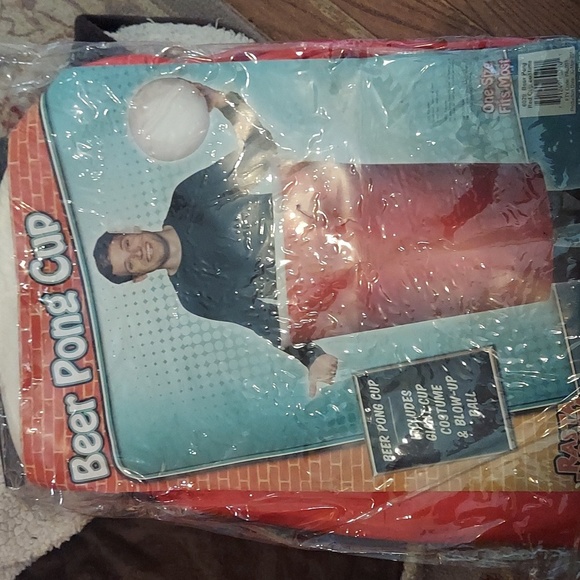 Beer Pong Cup
One Size
Fits Most
BEER PONG CUP
INCLUDES
GIANT CUP
COSTUME
& BLOW-UP
BALL